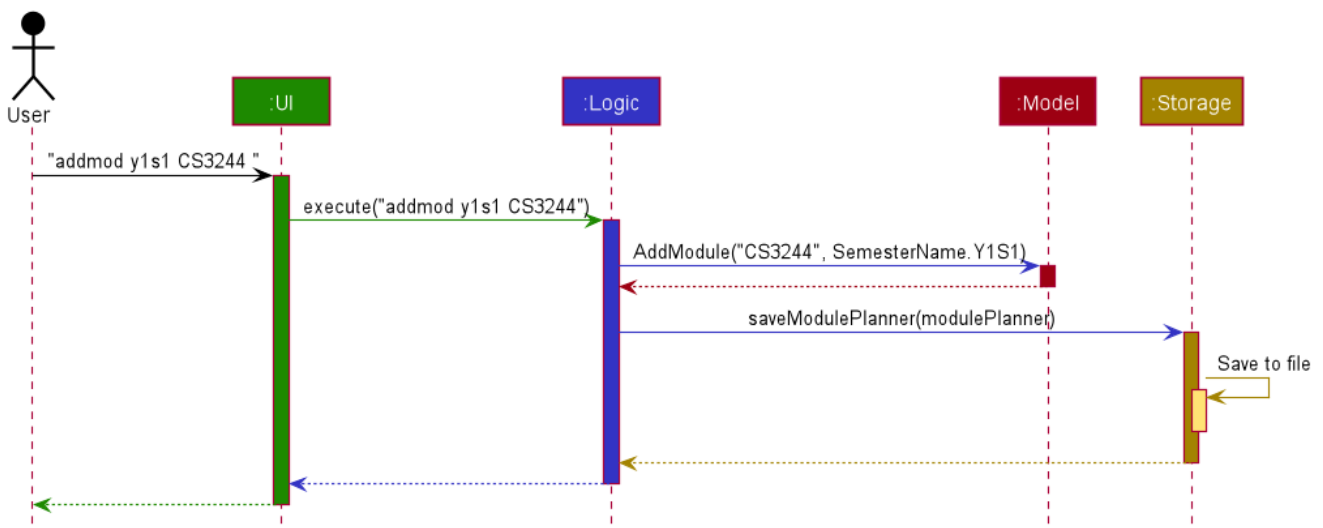 User
:UI
:Logic
:Model
:Storage
"addmod y1s1 CS3244 "
execute("addmod y1s1 CS3244")
AddModule("CS3244", SemesterName.Y1S1)
saveModulePlanner(modulePlanner)
Save to file